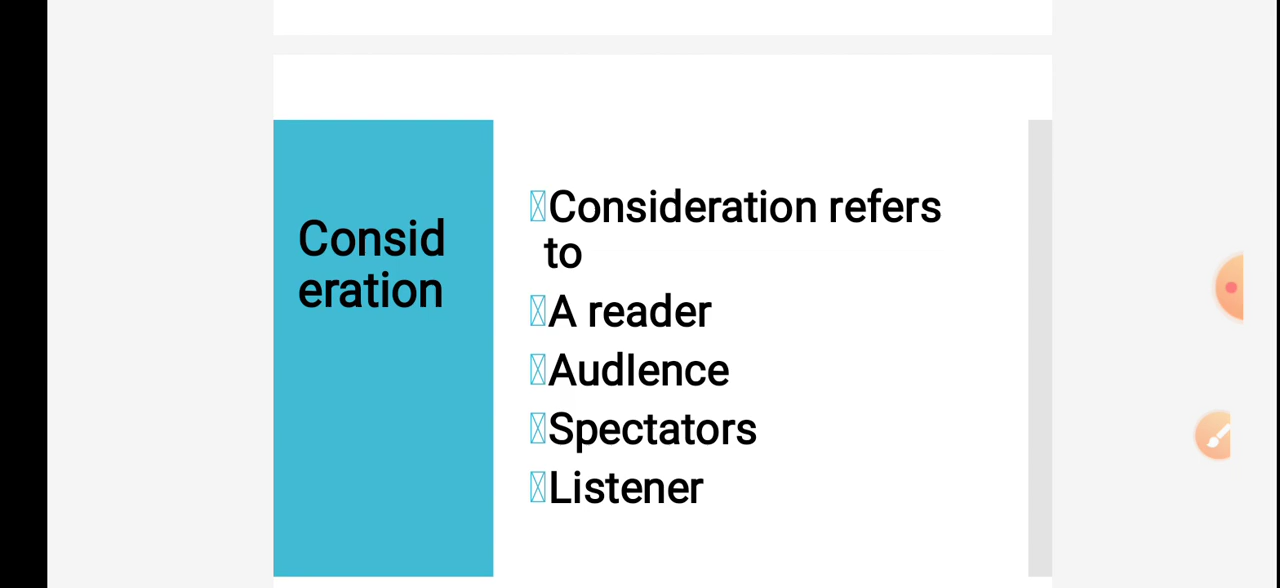 Consid
eration
Consideration refers
to
A reader
AudIence
Spectators
Listener